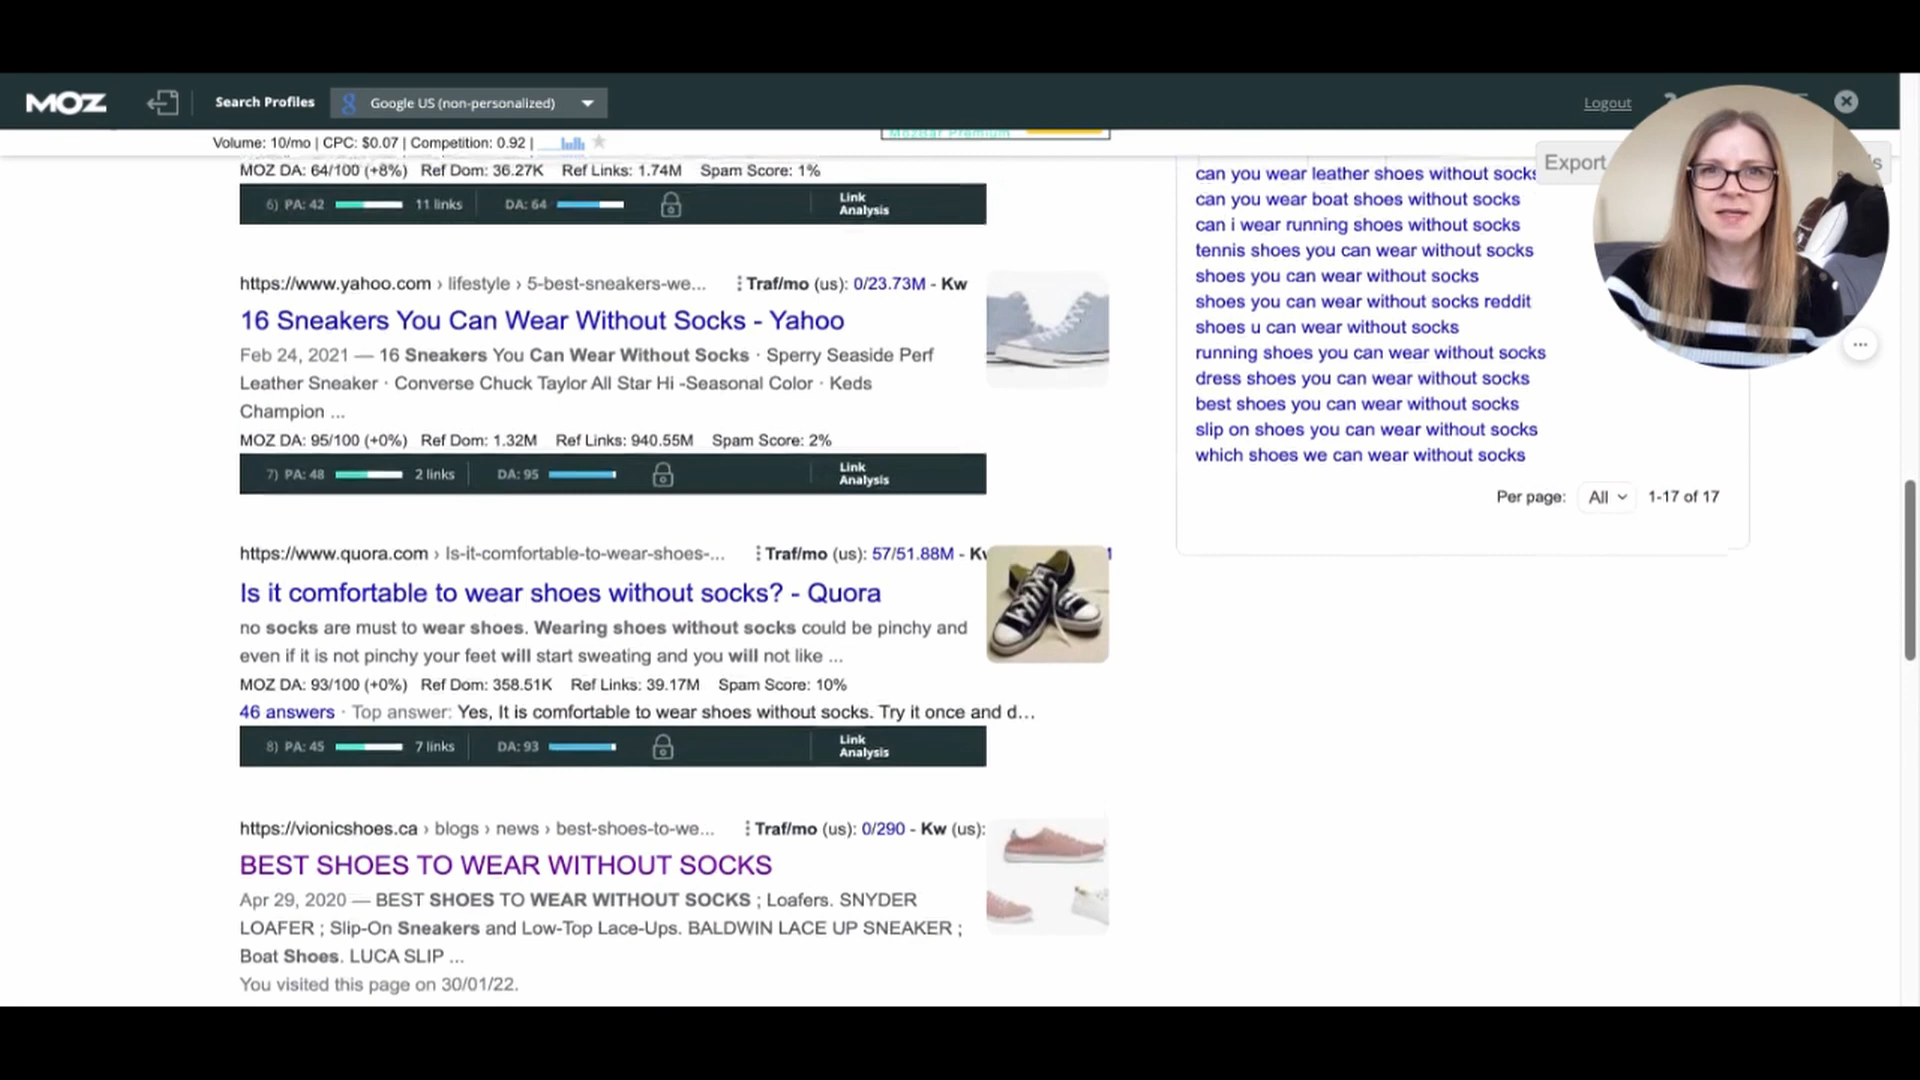 MOZ
Search Profiles
Google US (non-personalized)
Logout
Volume: 10/mo | CPC: $0.07 | Competition: 0.92 |
MozBar Premium
MOZ DA: 64/100 (+8%) Ref Dom: 36.27K Ref Links: 1.74M Spam Score: 1%
6) PA: 42 11 links DA: 64 Link Analysis
https://www.yahoo.com › lifestyle › 5-best-sneakers-we... Traf/mo (us): 0/23.73M - Kw
16 Sneakers You Can Wear Without Socks - Yahoo
Feb 24, 2021 — 16 Sneakers You Can Wear Without Socks · Sperry Seaside Perf
Leather Sneaker · Converse Chuck Taylor All Star Hi -Seasonal Color · Keds
Champion ...
MOZ DA: 95/100 (+0%) Ref Dom: 1.32M Ref Links: 940.55M Spam Score: 2%
7) PA: 48 2 links DA: 95 Link Analysis
https://www.quora.com › Is-it-comfortable-to-wear-shoes-... Traf/mo (us): 57/51.88M -
Is it comfortable to wear shoes without socks? - Quora
no socks are must to wear shoes. Wearing shoes without socks could be pinchy and
even if it is not pinchy your feet will start sweating and you will not like ...
MOZ DA: 93/100 (+0%) Ref Dom: 358.51K Ref Links: 39.17M Spam Score: 10%
46 answers · Top answer: Yes, It is comfortable to wear shoes without socks. Try it once and d...
8) PA: 45 7 links DA: 93 Link Analysis
https://vionicshoes.ca › blogs › news › best-shoes-to-we... Traf/mo (us): 0/290 - Kw (us):
BEST SHOES TO WEAR WITHOUT SOCKS
Apr 29, 2020 — BEST SHOES TO WEAR WITHOUT SOCKS ; Loafers. SNYDER
LOAFER ; Slip-On Sneakers and Low-Top Lace-Ups. BALDWIN LACE UP SNEAKER ;
Boat Shoes. LUCA SLIP ...
You visited this page on 30/01/22.
Export
can you wear leather shoes without socks
can you wear boat shoes without socks
can i wear running shoes without socks
tennis shoes you can wear without socks
shoes you can wear without socks
shoes you can wear without socks reddit
shoes u can wear without socks
running shoes you can wear without socks
dress shoes you can wear without socks
best shoes you can wear without socks
slip on shoes you can wear without socks
which shoes we can wear without socks
Per page: All 1-17 of 17